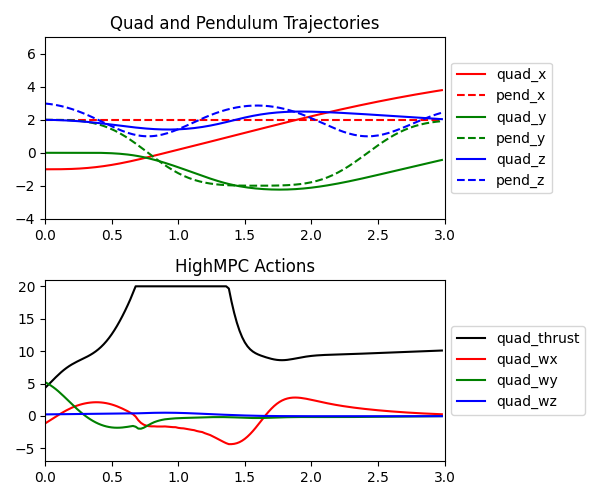 Quad and Pendulum Trajectories
6
4
2
0
−2
−4
0.0 0.5 1.0 1.5 2.0 2.5 3.0
quad_x
pend_x
quad_y
pend_y
quad_z
pend_z
HighMPC Actions
20
15
10
5
0
−5
0.0 0.5 1.0 1.5 2.0 2.5 3.0
quad_thrust
quad_wx
quad_wy
quad_wz